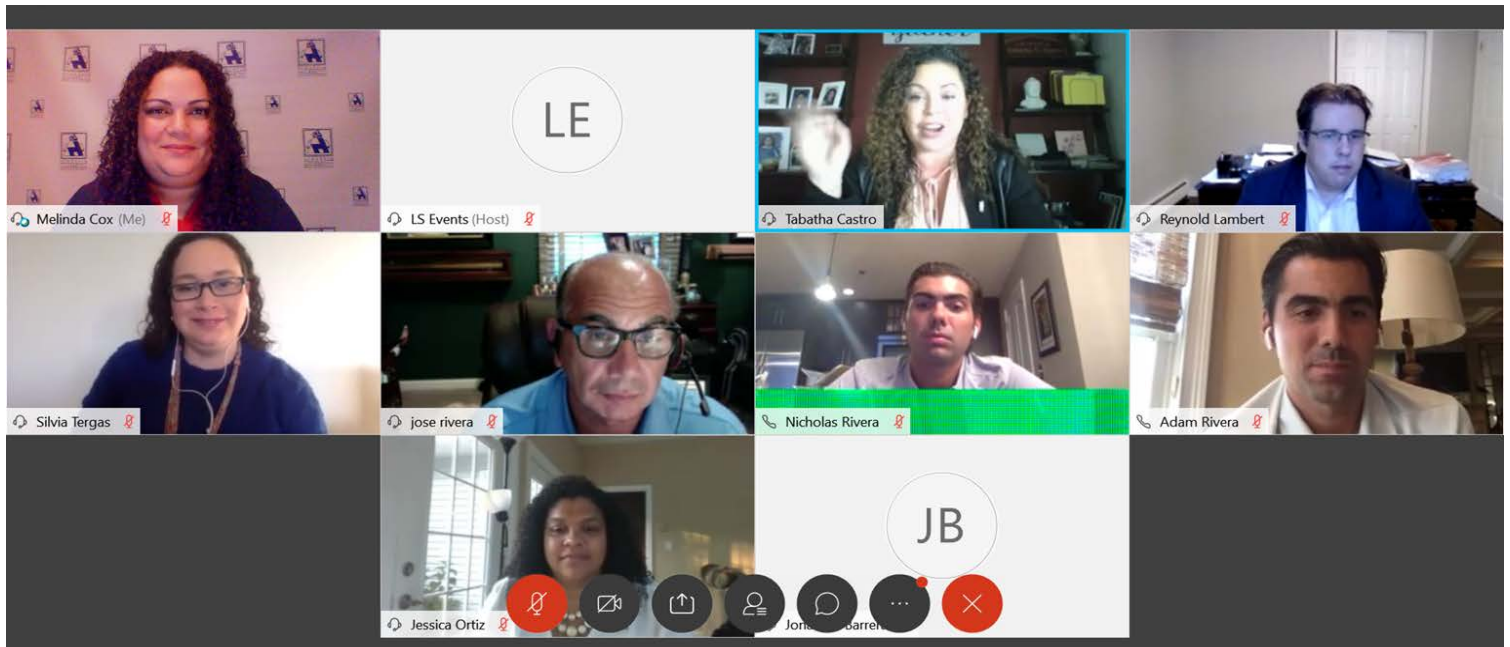 LE
Melinda Cox (Me)
LS Events (Host)
Tabatha Castro
Reynold Lambert
Silvia Tergas
jose rivera
Nicholas Rivera
Adam Rivera
JB
Jessica Ortiz